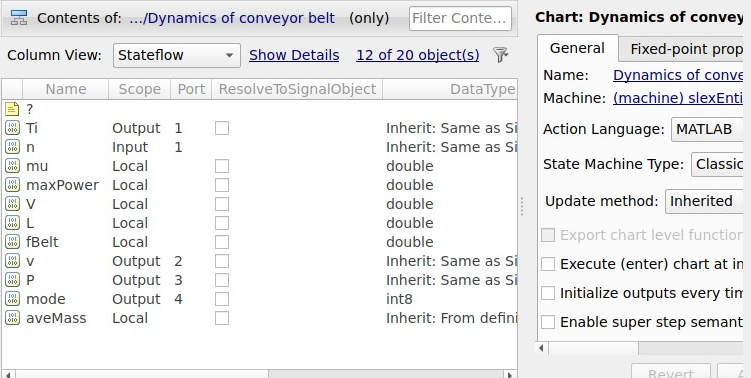 Contents of: .../Dynamics of conveyor belt (only) Filter Conte...
Column View: Stateflow Show Details 12 of 20 object(s)
Name Scope Port ResolveToSignalObject DataType
?
Ti Output 1 Inherit: Same as Si
n Input 1 Inherit: Same as Si
mu Local double
maxPower Local double
V Local double
L Local double
fBelt Local double
v Output 2 Inherit: Same as Si
P Output 3 Inherit: Same as Si
mode Output 4 int8
aveMass Local Inherit: From defini
Chart: Dynamics of convey
General Fixed-point prop
Name: Dynamics of conve
Machine: (machine) slexEnti
Action Language: MATLAB
State Machine Type: Classic
Update method: Inherited
Export chart level function
Execute (enter) chart at in
Initialize outputs every tim
Enable super step semant
Revert A